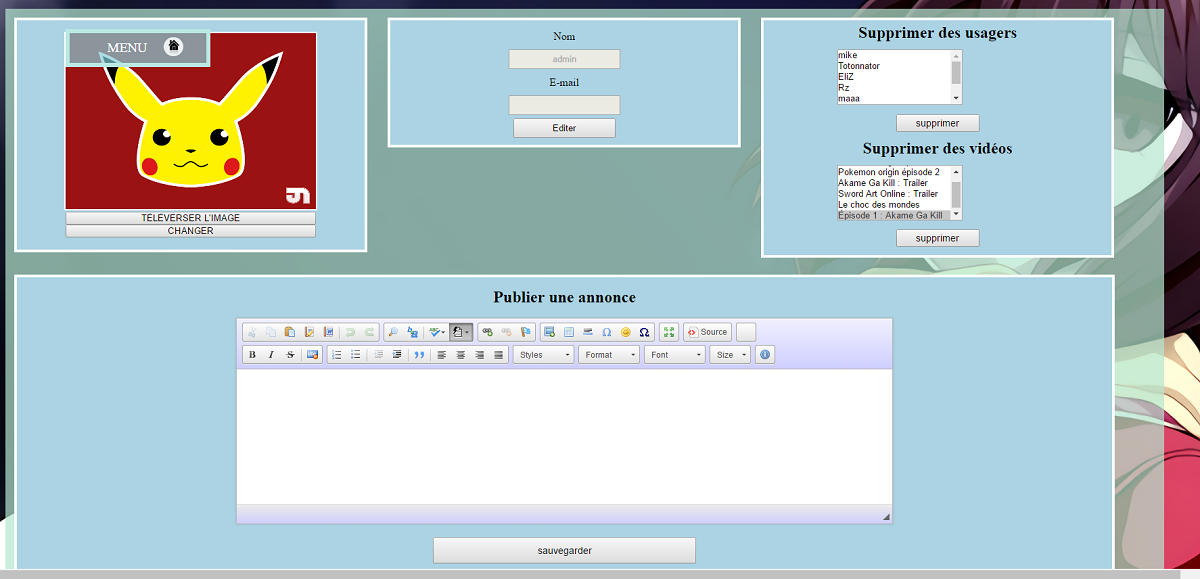 MENU
TÉLÉVERSER L'IMAGE
CHANGER
Nom
admin
E-mail
Editer
Supprimer des usagers
mike
Totonnator
EliZ
Rz
maaa
supprimer
Supprimer des vidéos
Pokemon origin épisode 2
Akame Ga Kill : Trailer
Sword Art Online : Trailer
Le choc des mondes
Épisode 1 : Akame Ga Kill
supprimer
Publier une annonce
ABC
Source
B I S
Styles Format Font Size
sauvegarder